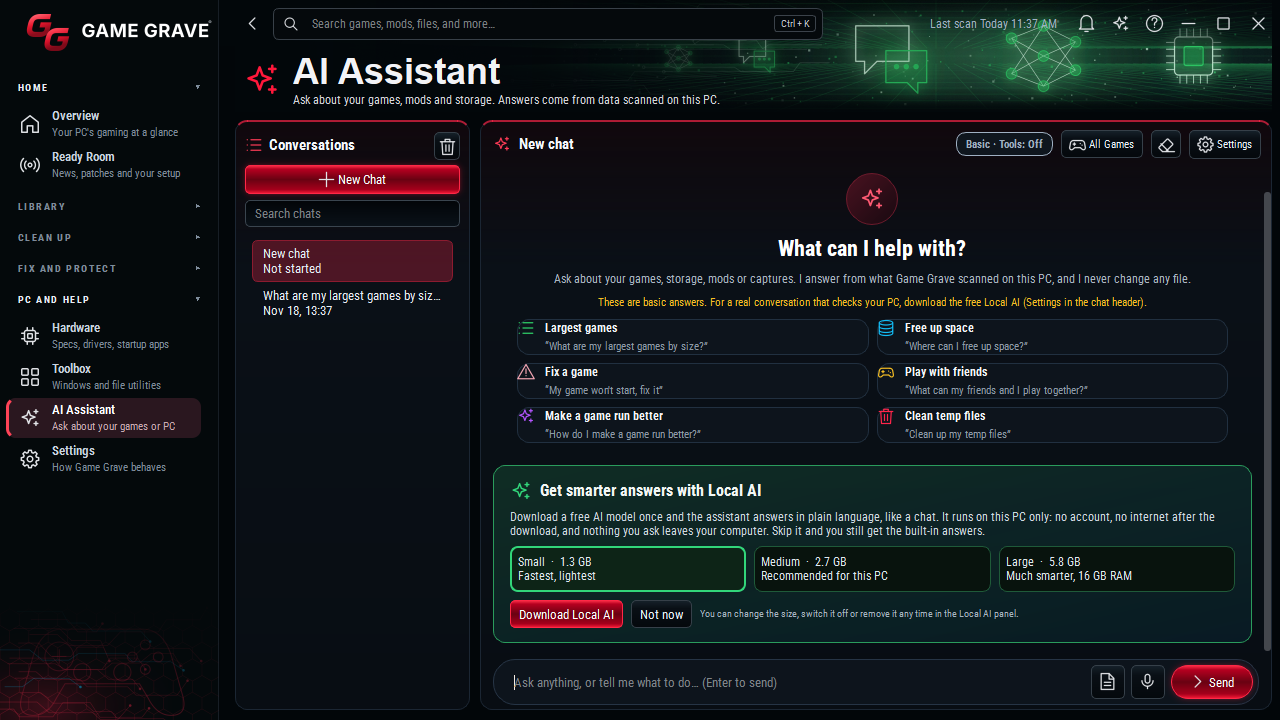 GG GAME GRAVE
Search games, mods, files, and more...
Ctrl + K
Last scan Today 11:37 AM
AI Assistant
Ask about your games, mods and storage. Answers come from data scanned on this PC.
HOME
Overview
Your PC's gaming at a glance
Ready Room
News, patches and your setup
LIBRARY
CLEAN UP
FIX AND PROTECT
PC AND HELP
Hardware
Specs, drivers, startup apps
Toolbox
Windows and file utilities
AI Assistant
Ask about your games or PC
Settings
How Game Grave behaves
Conversations
New Chat
Search chats
New chat
Not started
What are my largest games by siz...
Nov 18, 13:37
New chat
Basic · Tools: Off
All Games
Settings
What can I help with?
Ask about your games, storage, mods or captures. I answer from what Game Grave scanned on this PC, and I never change any file.
These are basic answers. For a real conversation that checks your PC, download the free Local AI (Settings in the chat header).
Largest games
"What are my largest games by size?"
Free up space
"Where can I free up space?"
Fix a game
"My game won't start, fix it"
Play with friends
"What can my friends and I play together?"
Make a game run better
"How do I make a game run better?"
Clean temp files
"Clean up my temp files"
Get smarter answers with Local AI
Download a free AI model once and the assistant answers in plain language, like a chat. It runs on this PC only: no account, no internet after the
download, and nothing you ask leaves your computer. Skip it and you still get the built-in answers.
Small · 1.3 GB
Fastest, lightest
Medium · 2.7 GB
Recommended for this PC
Large · 5.8 GB
Much smarter, 16 GB RAM
Download Local AI
Not now
You can change the size, switch it off or remove it any time in the Local AI panel.
Ask anything, or tell me what to do... (Enter to send)
Send